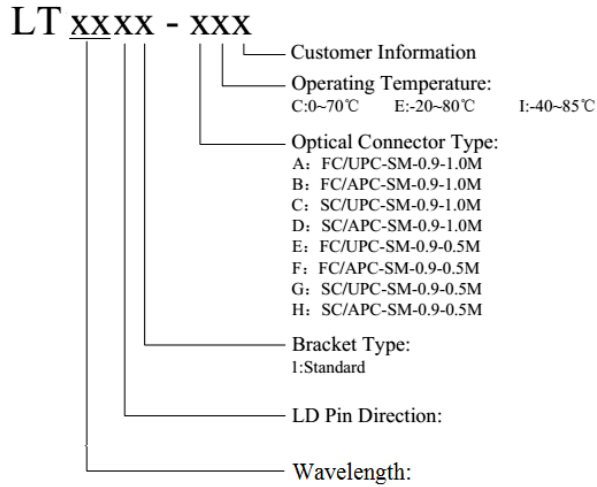 LT xxxx - xxx
Customer Information
Operating Temperature:
C:0~70℃ E:-20~80℃ I:-40~85℃
Optical Connector Type:
A：FC/UPC-SM-0.9-1.0M
B：FC/APC-SM-0.9-1.0M
C：SC/UPC-SM-0.9-1.0M
D：SC/APC-SM-0.9-1.0M
E：FC/UPC-SM-0.9-0.5M
F：FC/APC-SM-0.9-0.5M
G：SC/UPC-SM-0.9-0.5M
H：SC/APC-SM-0.9-0.5M
Bracket Type:
1:Standard
LD Pin Direction:
Wavelength: